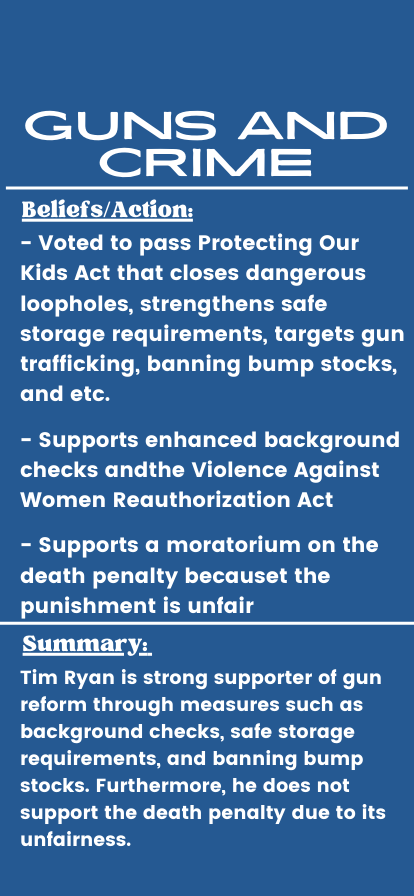 GUNS AND
CRIME
Beliefs/Action:
- Voted to pass Protecting Our
Kids Act that closes dangerous
loopholes, strengthens safe
storage requirements, targets gun
trafficking, banning bump stocks,
and etc.
- Supports enhanced background
checks andthe Violence Against
Women Reauthorization Act
- Supports a moratorium on the
death penalty becauset the
punishment is unfair
Summary:
Tim Ryan is strong supporter of gun
reform through measures such as
background checks, safe storage
requirements, and banning bump
stocks. Furthermore, he does not
support the death penalty due to its
unfairness.